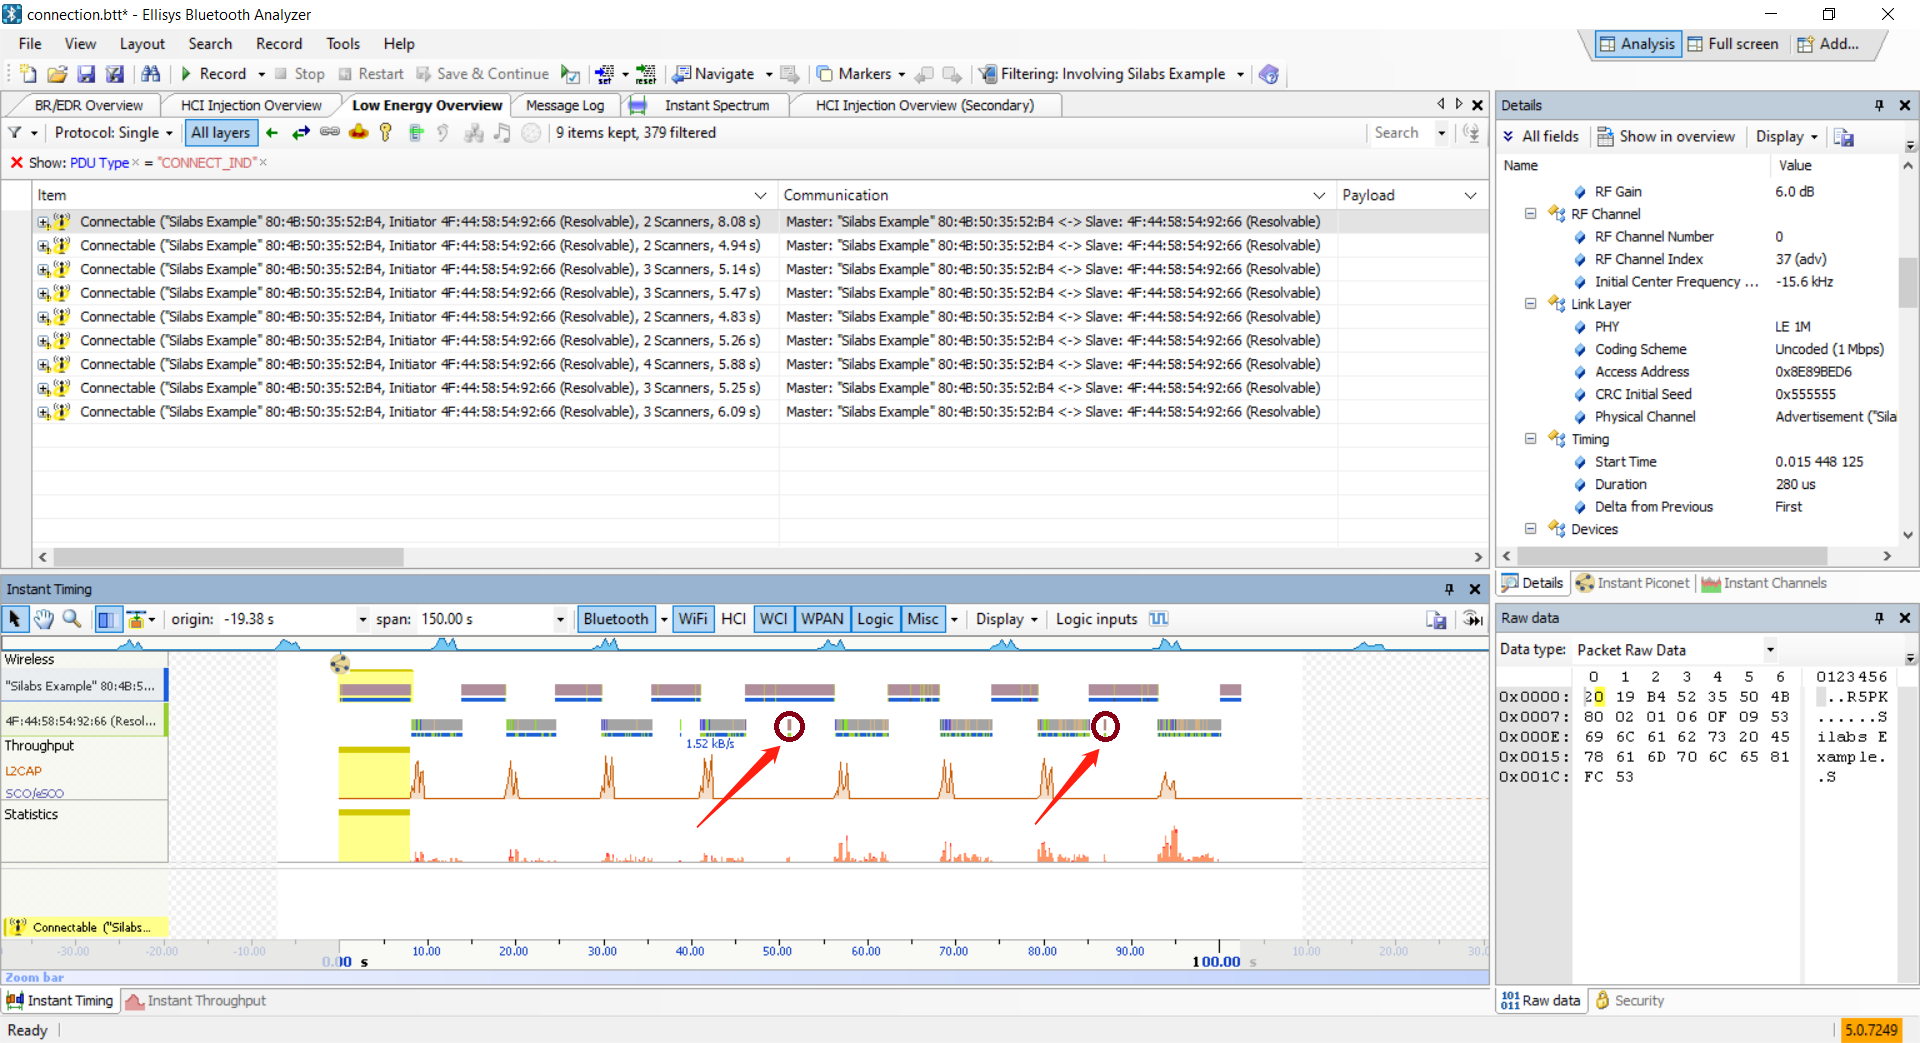 connection.btt* - Ellisys Bluetooth Analyzer
File View Layout Search Record Tools Help
Analysis Full screen Add...
Record Stop Restart Save & Continue set reset Navigate Markers Filtering: Involving Silabs Example
BR/EDR Overview HCI Injection Overview Low Energy Overview Message Log Instant Spectrum HCI Injection Overview (Secondary)
Protocol: Single All layers 9 items kept, 379 filtered Search
Show: PDU Type = "CONNECT_IND"
Item Communication Payload
Connectable ("Silabs Example" 80:4B:50:35:52:B4, Initiator 4F:44:58:54:92:66 (Resolvable), 2 Scanners, 8.08 s) Master: "Silabs Example" 80:4B:50:35:52:B4 <-> Slave: 4F:44:58:54:92:66 (Resolvable)
Connectable ("Silabs Example" 80:4B:50:35:52:B4, Initiator 4F:44:58:54:92:66 (Resolvable), 2 Scanners, 4.94 s) Master: "Silabs Example" 80:4B:50:35:52:B4 <-> Slave: 4F:44:58:54:92:66 (Resolvable)
Connectable ("Silabs Example" 80:4B:50:35:52:B4, Initiator 4F:44:58:54:92:66 (Resolvable), 3 Scanners, 5.14 s) Master: "Silabs Example" 80:4B:50:35:52:B4 <-> Slave: 4F:44:58:54:92:66 (Resolvable)
Connectable ("Silabs Example" 80:4B:50:35:52:B4, Initiator 4F:44:58:54:92:66 (Resolvable), 3 Scanners, 5.47 s) Master: "Silabs Example" 80:4B:50:35:52:B4 <-> Slave: 4F:44:58:54:92:66 (Resolvable)
Connectable ("Silabs Example" 80:4B:50:35:52:B4, Initiator 4F:44:58:54:92:66 (Resolvable), 2 Scanners, 4.83 s) Master: "Silabs Example" 80:4B:50:35:52:B4 <-> Slave: 4F:44:58:54:92:66 (Resolvable)
Connectable ("Silabs Example" 80:4B:50:35:52:B4, Initiator 4F:44:58:54:92:66 (Resolvable), 2 Scanners, 5.26 s) Master: "Silabs Example" 80:4B:50:35:52:B4 <-> Slave: 4F:44:58:54:92:66 (Resolvable)
Connectable ("Silabs Example" 80:4B:50:35:52:B4, Initiator 4F:44:58:54:92:66 (Resolvable), 4 Scanners, 5.88 s) Master: "Silabs Example" 80:4B:50:35:52:B4 <-> Slave: 4F:44:58:54:92:66 (Resolvable)
Connectable ("Silabs Example" 80:4B:50:35:52:B4, Initiator 4F:44:58:54:92:66 (Resolvable), 3 Scanners, 5.25 s) Master: "Silabs Example" 80:4B:50:35:52:B4 <-> Slave: 4F:44:58:54:92:66 (Resolvable)
Connectable ("Silabs Example" 80:4B:50:35:52:B4, Initiator 4F:44:58:54:92:66 (Resolvable), 3 Scanners, 6.09 s) Master: "Silabs Example" 80:4B:50:35:52:B4 <-> Slave: 4F:44:58:54:92:66 (Resolvable)
Details
All fields Show in overview Display
Name Value
RF Gain 6.0 dB
RF Channel
RF Channel Number 0
RF Channel Index 37 (adv)
Initial Center Frequency ... -15.6 kHz
Link Layer
PHY LE 1M
Coding Scheme Uncoded (1 Mbps)
Access Address 0x8E89BED6
CRC Initial Seed 0x555555
Physical Channel Advertisement ("Sila
Timing
Start Time 0.015 448 125
Duration 280 us
Delta from Previous First
Devices
Details Instant Piconet Instant Channels
Instant Timing
origin: -19.38 s span: 150.00 s Bluetooth WiFi HCI WCI WPAN Logic Misc Display Logic inputs
Wireless
"Silabs Example" 80:4B:5...
4F:44:58:54:92:66 (Resol...
Throughput 1.52 kB/s
L2CAP
SCO/eSCO
Statistics
Connectable ("Silabs...
-30.00 -20.00 -10.00 10.00 20.00 30.00 40.00 50.00 60.00 70.00 80.00 90.00 10.00 20.00 30.0
0.00 s 100.00 s
Zoom bar
Instant Timing Instant Throughput
Raw data
Data type: Packet Raw Data
0 1 2 3 4 5 6 0123456
0x0000: 20 19 B4 52 35 50 4B ..R5PK
0x0007: 80 02 01 06 0F 09 53 ......S
0x000E: 69 6C 61 62 73 20 45 ilabs E
0x0015: 78 61 6D 70 6C 65 81 xample.
0x001C: FC 53 .S
101 011 Raw data Security
Ready 5.0.7249